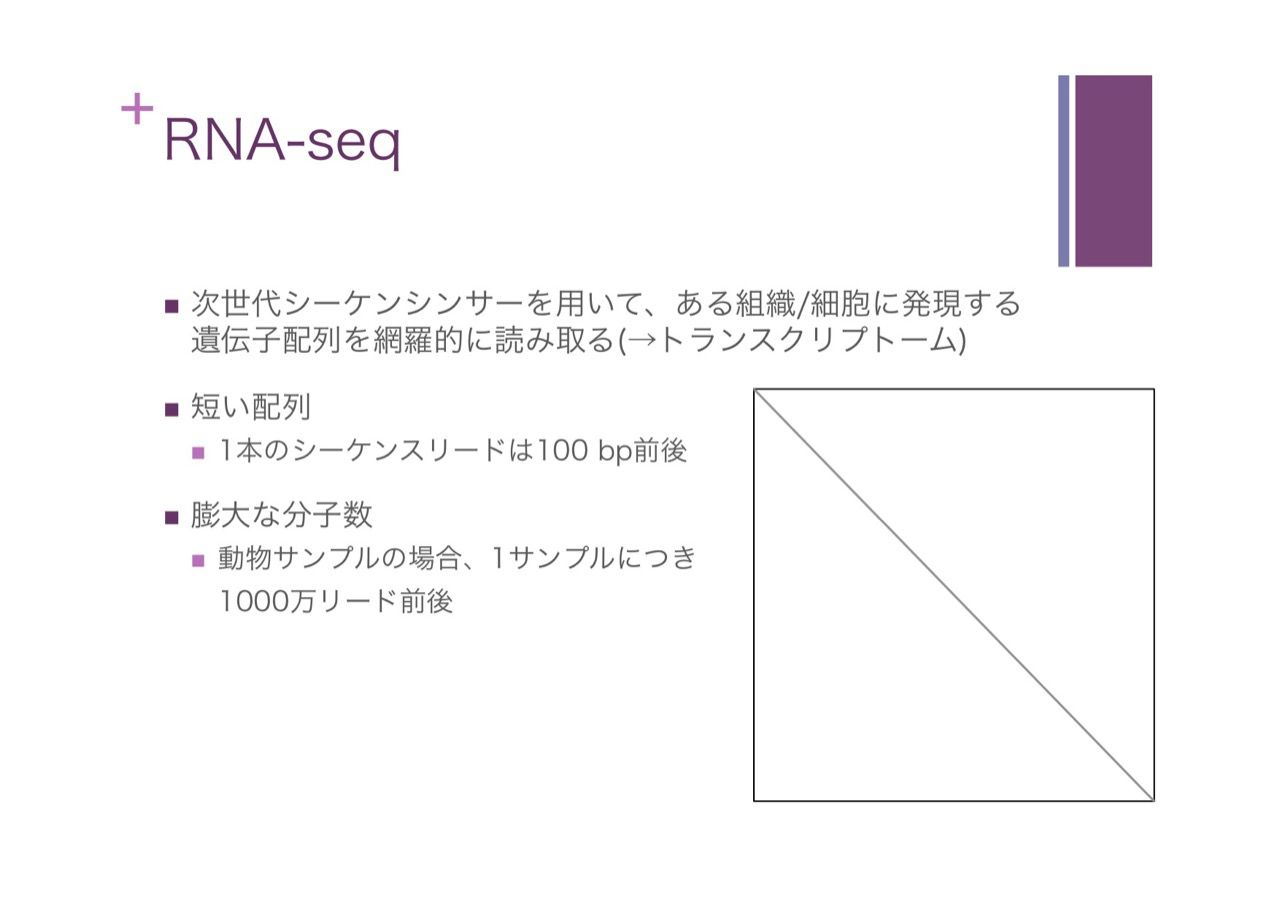 +
RNA-seq
■ 次世代シーケンシンサーを用いて、ある組織/細胞に発現する
遺伝子配列を網羅的に読み取る(→トランスクリプトーム)
■ 短い配列
■ 1本のシーケンスリードは100 bp前後
■ 膨大な分子数
■ 動物サンプルの場合、1サンプルにつき
1000万リード前後